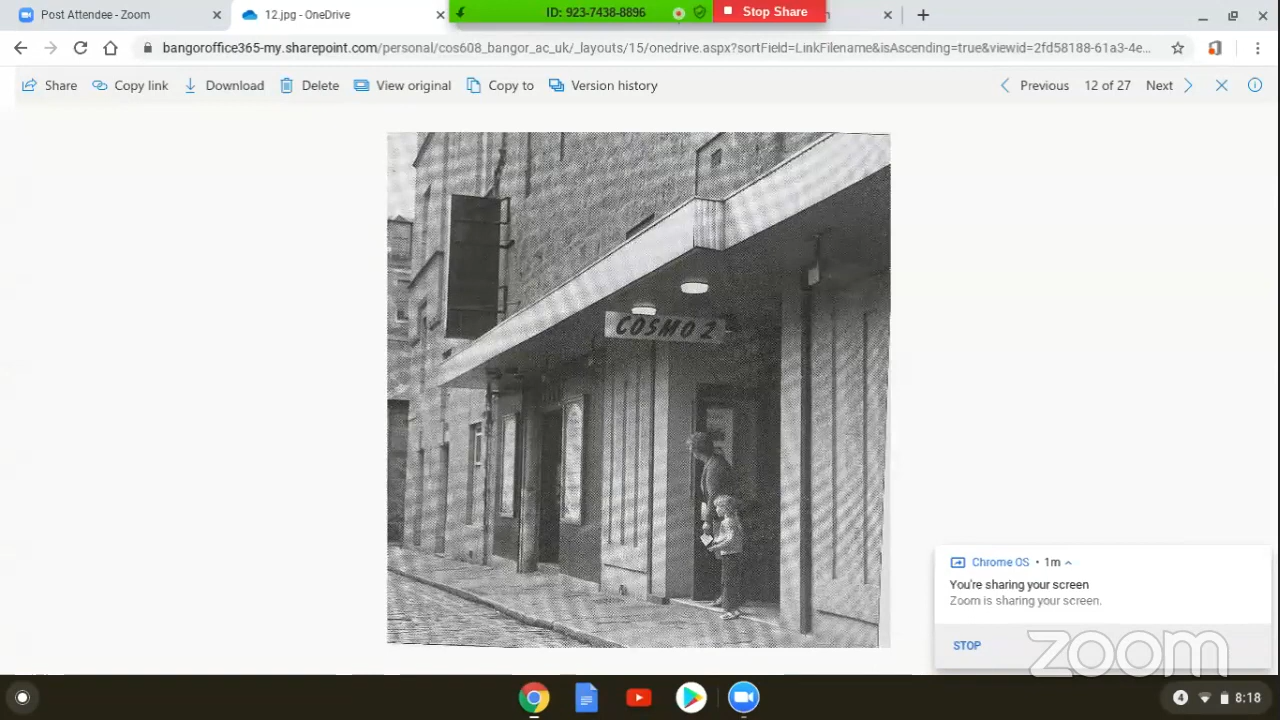 Post Attendee - Zoom
12.jpg - OneDrive
ID: 923-7438-8896
Stop Share
bangoroffice365-my.sharepoint.com/personal/cos608_bangor_ac_uk/_layouts/15/onedrive.aspx?sortField=LinkFilename&isAscending=true&viewid=2fd58188-61a3-4e...
Share
Copy link
Download
Delete
View original
Copy to
Version history
Previous
12 of 27
Next
COSMO 2
Chrome OS • 1m
You're sharing your screen
Zoom is sharing your screen.
STOP
zoom
4
8:18